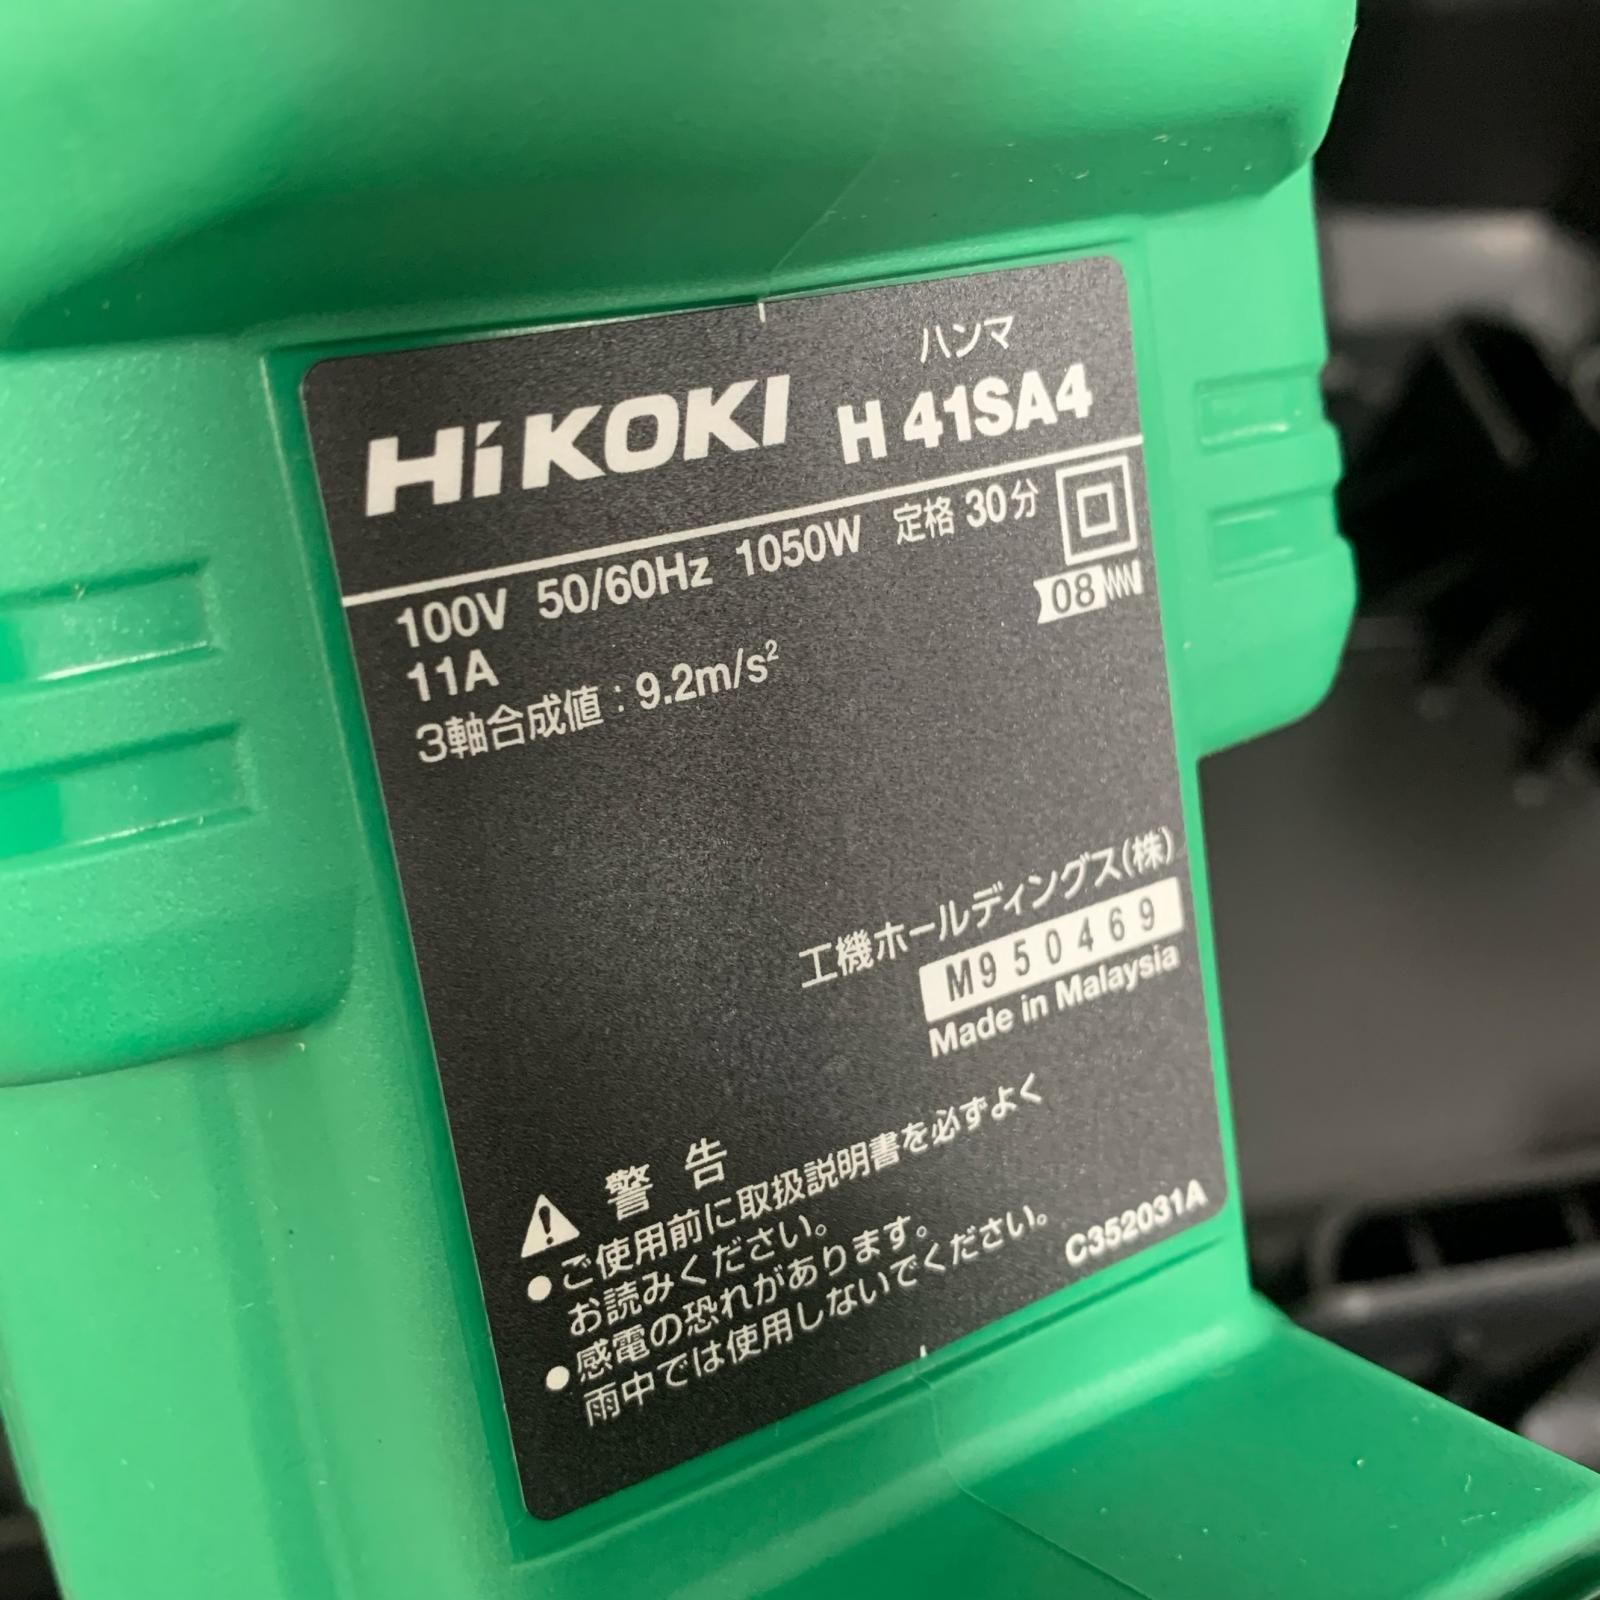 ハンマ
HiKOKI H 41SA4
100V 50/60Hz 1050W 定格 30分
11A
08
3軸合成値：9.2m/s²
工機ホールディングス(株)
M950469
Made in Malaysia
警告
●ご使用前に取扱説明書を必ずよく
お読みください。
●感電の恐れがあります。
雨中では使用しないでください。
C352031A